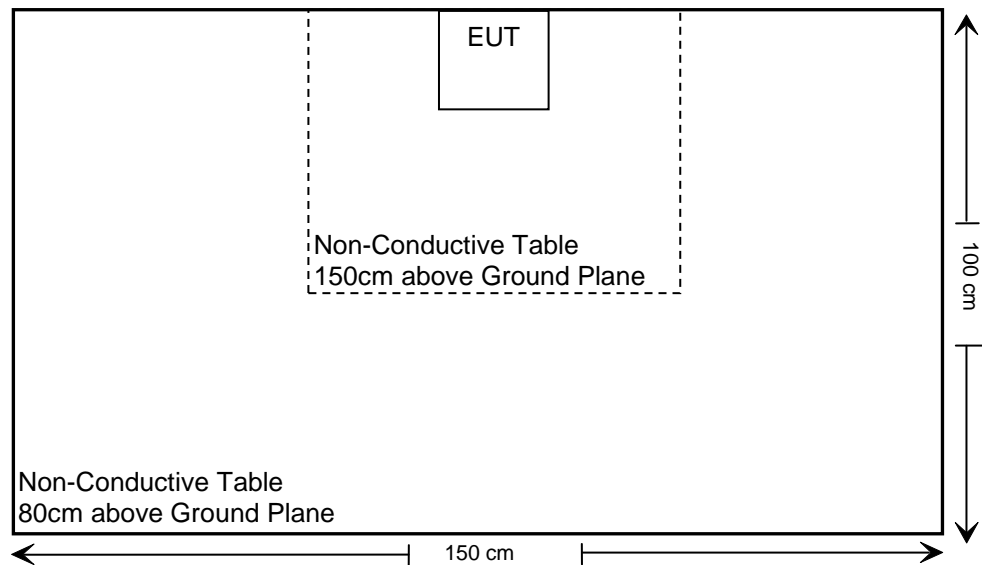 EUT
Non-Conductive Table
150cm above Ground Plane
100 cm
Non-Conductive Table
80cm above Ground Plane
150 cm